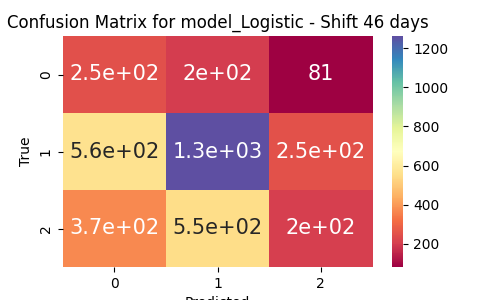 Confusion Matrix for model_Logistic - Shift 46 days
True
0 2.5e+02 2e+02 81
1 5.6e+02 1.3e+03 2.5e+02
2 3.7e+02 5.5e+02 2e+02
0 1 2
Predicted
1200
1000
800
600
400
200